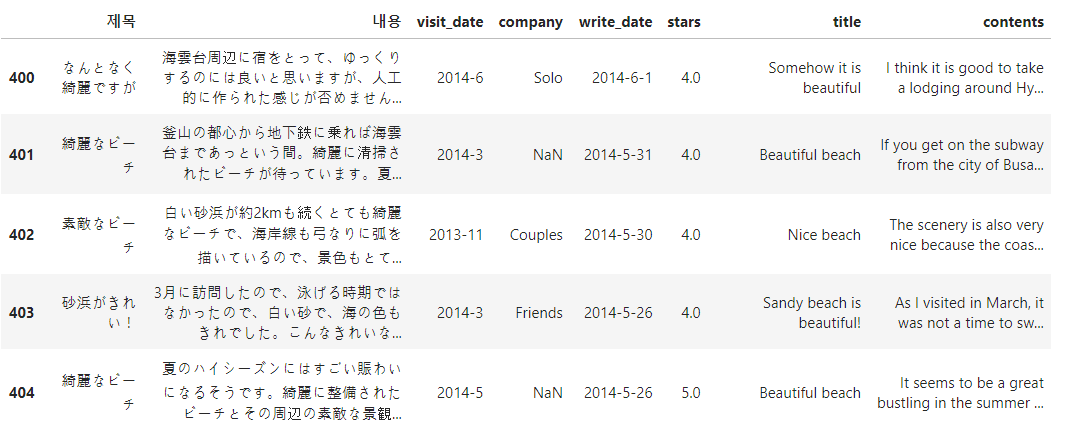 제목 내용 visit_date company write_date stars title contents
400 なんとなく綺麗ですが 海雲台周辺に宿をとって、ゆっくりするのには良いと思いますが、人工的に作られた感じが否めません... 2014-6 Solo 2014-6-1 4.0 Somehow it is beautiful I think it is good to take a lodging around Hy...
401 綺麗なビーチ 釜山の都心から地下鉄に乗れば海雲台まであっという間。綺麗に清掃されたビーチが待っています。夏... 2014-3 NaN 2014-5-31 4.0 Beautiful beach If you get on the subway from the city of Busa...
402 素敵なビーチ 白い砂浜が約2kmも続くとても綺麗なビーチで、海岸線も弓なりに弧を描いているので、景色もとて... 2013-11 Couples 2014-5-30 4.0 Nice beach The scenery is also very nice because the coas...
403 砂浜がきれい！ 3月に訪問したので、泳げる時期ではなかったので、白い砂で、海の色もきれでした。こんなきれいな... 2014-3 Friends 2014-5-26 4.0 Sandy beach is beautiful! As I visited in March, it was not a time to sw...
404 綺麗なビーチ 夏のハイシーズンにはすごい賑わいになるそうです。綺麗に整備されたビーチとその周辺の素敵な景観... 2014-5 NaN 2014-5-26 5.0 Beautiful beach It seems to be a great bustling in the summer ...